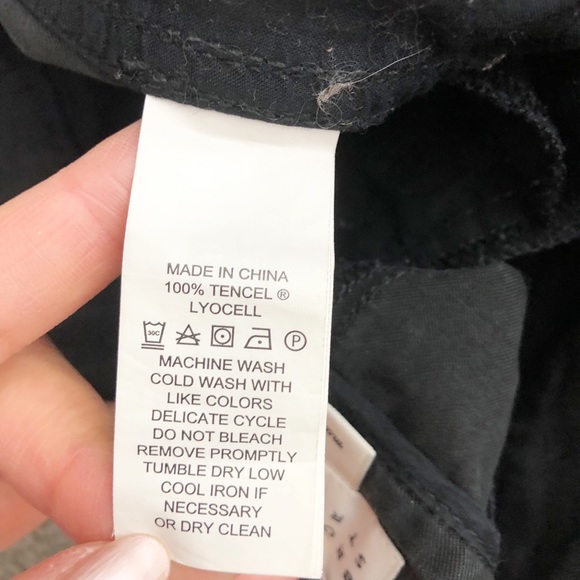 MADE IN CHINA
100% TENCEL ®
LYOCELL
30C P
MACHINE WASH
COLD WASH WITH
LIKE COLORS
DELICATE CYCLE
DO NOT BLEACH
REMOVE PROMPTLY
TUMBLE DRY LOW
COOL IRON IF
NECESSARY
OR DRY CLEAN